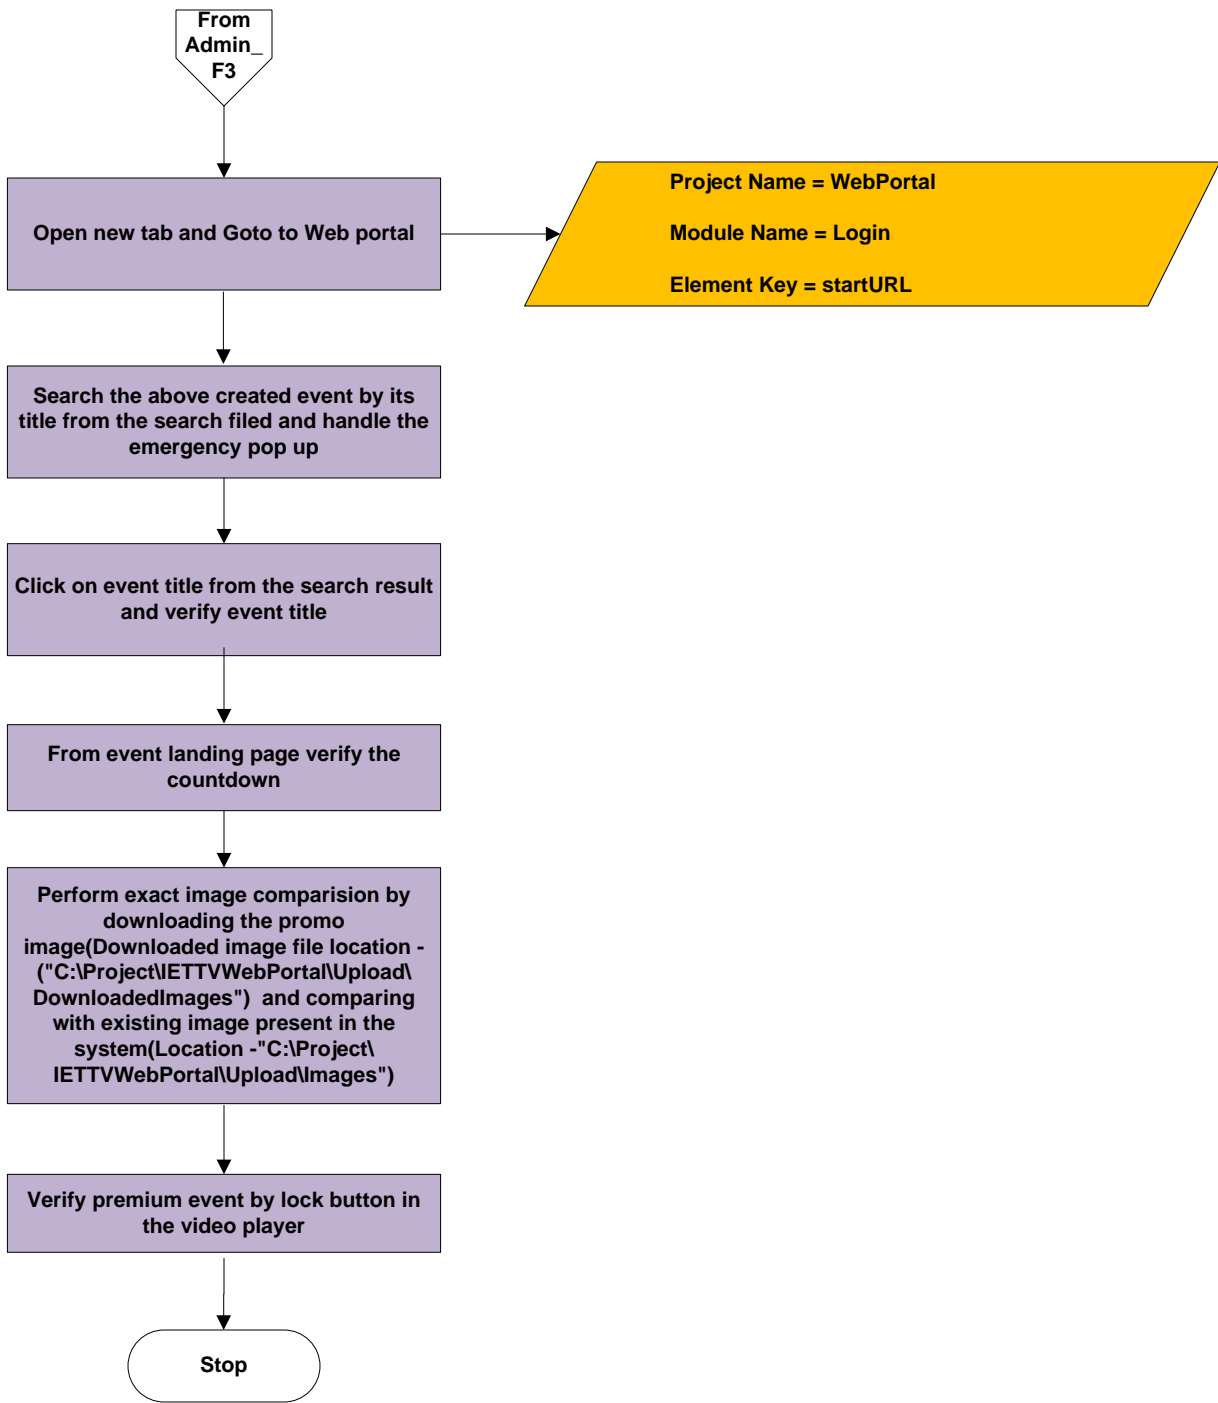 From
Admin_
F3
Open new tab and Goto to Web portal
Project Name = WebPortal
Module Name = Login
Element Key = startURL
Search the above created event by its
title from the search filed and handle the
emergency pop up
Click on event title from the search result
and verify event title
From event landing page verify the
countdown
Perform exact image comparision by
downloading the promo
image(Downloaded image file location -
("C:\Project\IETTVWebPortal\Upload\
DownloadedImages")  and comparing
with existing image present in the
system(Location -"C:\Project\
IETTVWebPortal\Upload\Images")
Verify premium event by lock button in
the video player
Stop